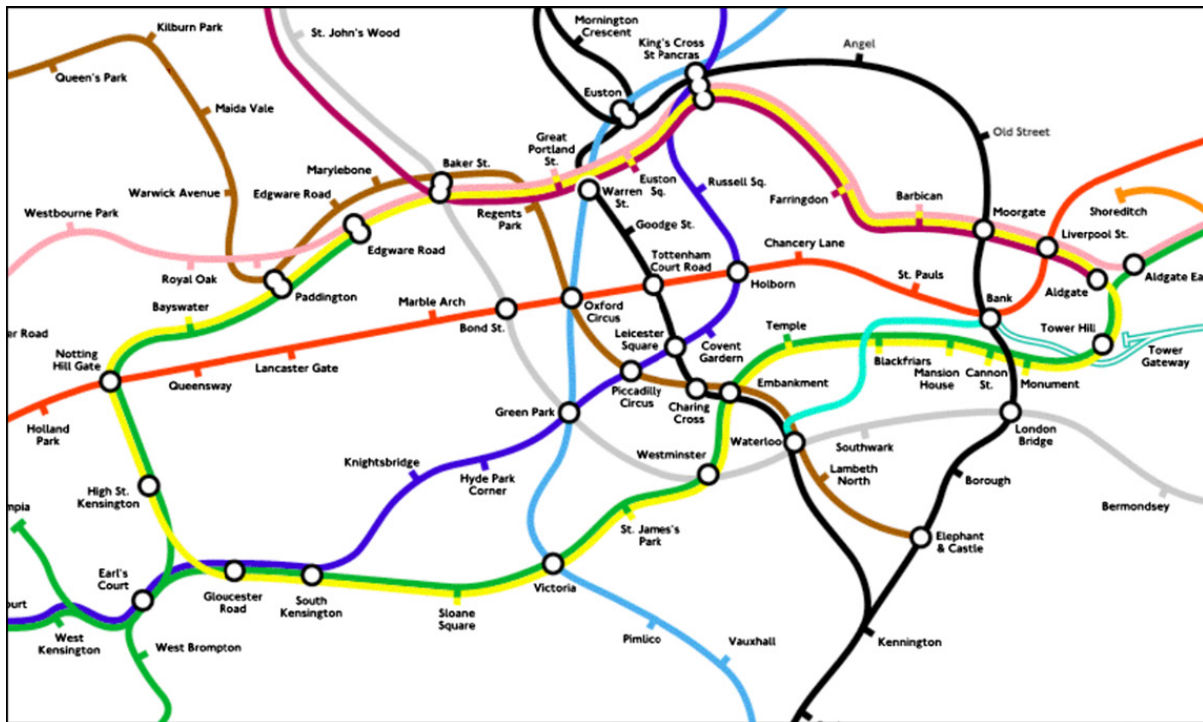 Kilburn Park
Queen's Park
St. John's Wood
Mornington
Crescent
King's Cross
St Pancras
Angel
Maida Vale
Euston
Old Street
Great
Portland
St.
Marylebone
Baker St.
Warwick Avenue
Edgware Road
Euston
Sq.
Warren
St.
Russell Sq.
Farringdon
Barbican
Shoreditch
Westbourne Park
Regents
Park
Goodge St.
Moorgate
Liverpool St.
Edgware Road
Royal Oak
Tottenham
Court Road
Chancery Lane
Holborn
St. Pauls
Aldgate
Aldgate Ea
Paddington
Bayswater
Marble Arch
Bond St.
Oxford
Circus
Bank
er Road
Leicester
Square
Covent
Gardern
Temple
Tower Hill
Tower
Gateway
Notting
Hill Gate
Queensway
Lancaster Gate
Blackfriars
Mansion
House
Cannon
St.
Monument
Piccadilly
Circus
Charing
Cross
Embankment
Holland
Park
Green Park
London
Bridge
Waterloo
Southwark
Westminster
Knightsbridge
Hyde Park
Corner
Lambeth
North
Borough
Bermondsey
High St.
Kensington
mpia
St. James's
Park
Elephant
& Castle
Earl's
Court
Gloucester
Road
South
Kensington
Victoria
ourt
West
Kensington
Sloane
Square
Pimlico
Vauxhall
Kennington
West Brompton